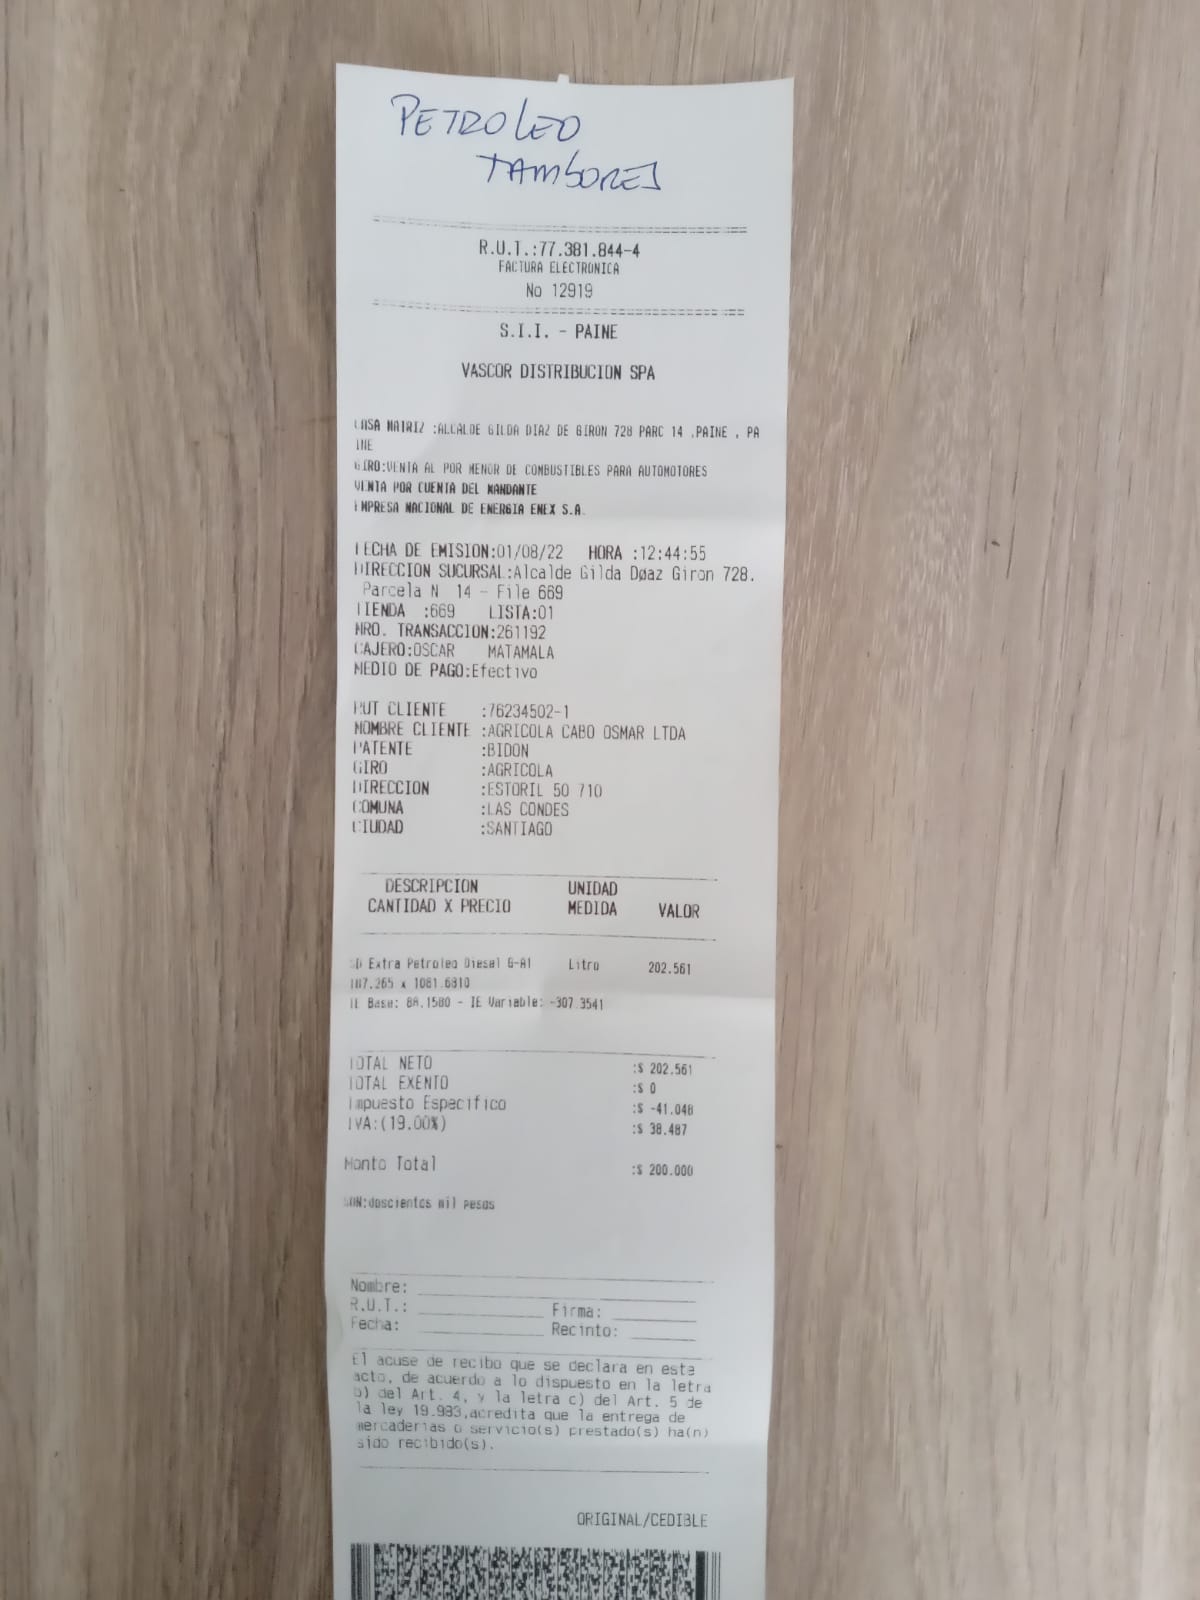 PETROLEO
TAMBORES
R.U.T.:77.381.844-4
FACTURA ELECTRONICA
No 12919
S.I.I. - PAINE
VASCOR DISTRIBUCION SPA
CASA MATRIZ :ALCALDE GILDA DIAZ DE GIRON 728 PARC 14 ,PAINE , PA
INE
GIRO:VENTA AL POR MENOR DE COMBUSTIBLES PARA AUTOMOTORES
VENTA POR CUENTA DEL MANDANTE
EMPRESA NACIONAL DE ENERGIA ENEX S.A.
FECHA DE EMISION:01/08/22 HORA :12:44:55
DIRECCION SUCURSAL:Alcalde Gilda Døaz Giron 728.
Parcela N 14 - File 669
TIENDA :669 LISTA:01
NRO. TRANSACCION:261192
CAJERO:OSCAR MATAMALA
MEDIO DE PAGO:Efectivo
RUT CLIENTE :76234502-1
NOMBRE CLIENTE :AGRICOLA CABO OSMAR LTDA
PATENTE :BIDON
GIRO :AGRICOLA
DIRECCION :ESTORIL 50 710
COMUNA :LAS CONDES
CIUDAD :SANTIAGO
DESCRIPCION UNIDAD
CANTIDAD X PRECIO MEDIDA VALOR
SD Extra Petroleo Diesel G-A1 Litro 202.561
187.265 x 1081.6810
IE Base: 88.1580 - IE Variable: -307.3541
TOTAL NETO :$ 202.561
TOTAL EXENTO :$ 0
Impuesto Especifico :$ -41.048
IVA:(19.00%) :$ 38.487
Monto Total :$ 200.000
SON:doscientos mil pesos
Nombre:
R.U.T.: Firma:
Fecha: Recinto:
El acuse de recibo que se declara en este
acto, de acuerdo a lo dispuesto en la letra
b) del Art. 4, y la letra c) del Art. 5 de
la ley 19.983,acredita que la entrega de
mercaderias o servicio(s) prestado(s) ha(n)
sido recibido(s).
ORIGINAL/CEDIBLE